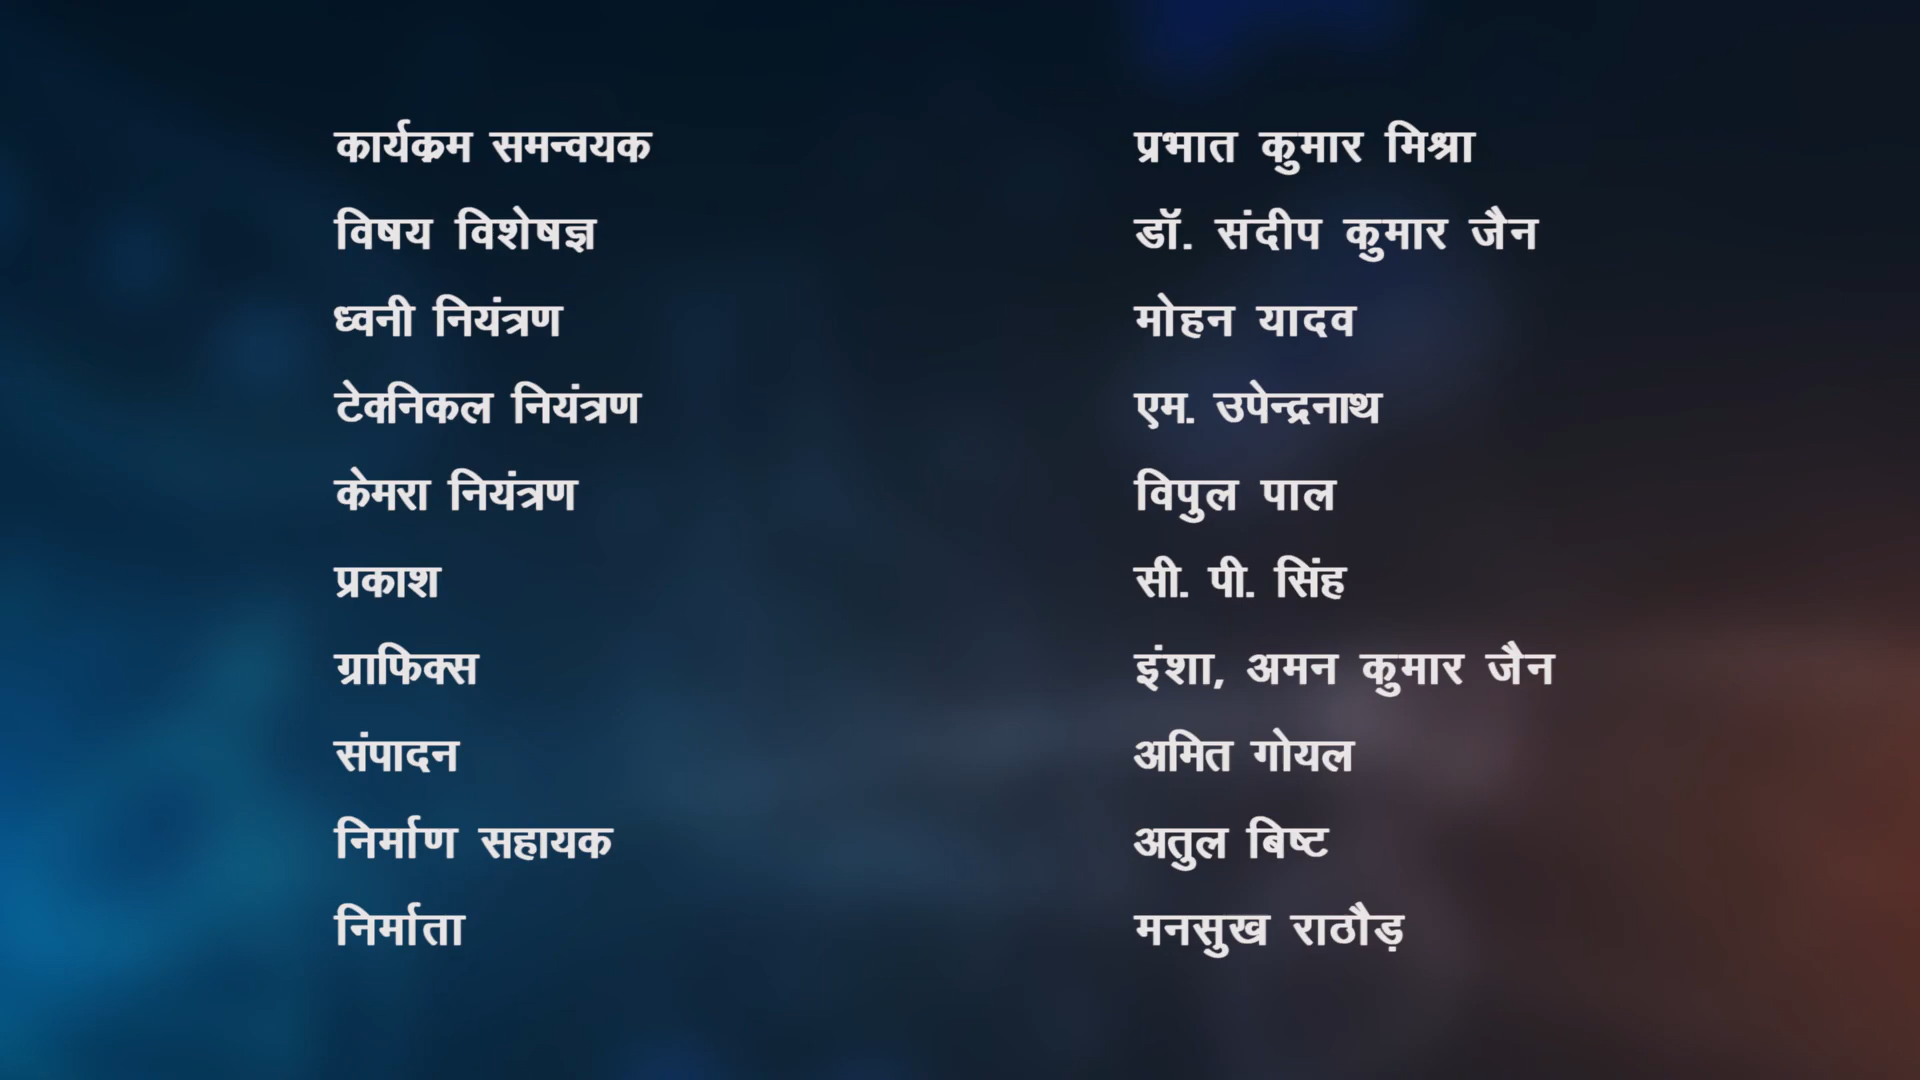 कार्यक्रम समन्वयक प्रभात कुमार मिश्रा
विषय विशेषज्ञ डॉ. संदीप कुमार जैन
ध्वनी नियंत्रण मोहन यादव
टेक्निकल नियंत्रण एम. उपेन्द्रनाथ
केमरा नियंत्रण विपुल पाल
प्रकाश सी. पी. सिंह
ग्राफिक्स इंशा, अमन कुमार जैन
संपादन अमित गोयल
निर्माण सहायक अतुल बिष्ट
निर्माता मनसुख राठौड़